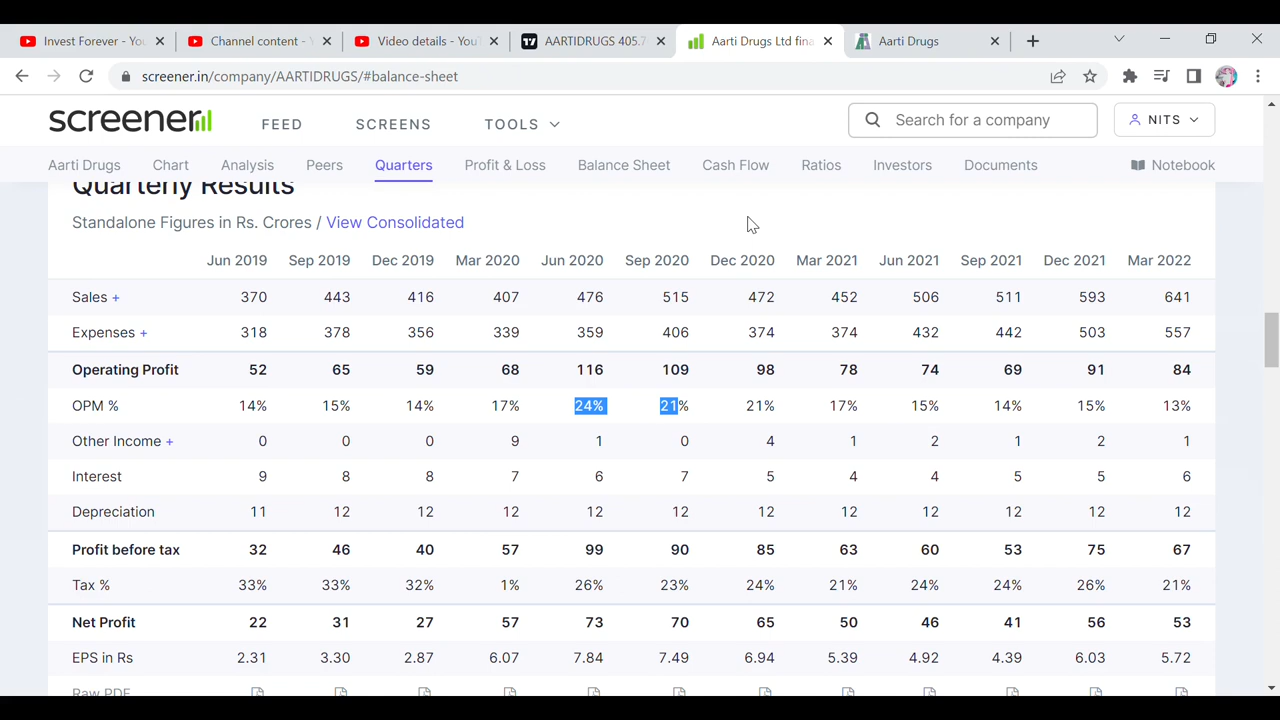 Invest Forever - You
Channel content - Y
Video details - YouT
AARTIDRUGS 405.7
Aarti Drugs Ltd fina
Aarti Drugs
screener.in/company/AARTIDRUGS/#balance-sheet
screener
FEED
SCREENS
TOOLS
Search for a company
NITS
Aarti Drugs Chart Analysis Peers Quarters Profit & Loss Balance Sheet Cash Flow Ratios Investors Documents Notebook
Quarterly Results
Standalone Figures in Rs. Crores / View Consolidated
Jun 2019 Sep 2019 Dec 2019 Mar 2020 Jun 2020 Sep 2020 Dec 2020 Mar 2021 Jun 2021 Sep 2021 Dec 2021 Mar 2022
Sales + 370 443 416 407 476 515 472 452 506 511 593 641
Expenses + 318 378 356 339 359 406 374 374 432 442 503 557
Operating Profit 52 65 59 68 116 109 98 78 74 69 91 84
OPM % 14% 15% 14% 17% 24% 21% 21% 17% 15% 14% 15% 13%
Other Income + 0 0 0 9 1 0 4 1 2 1 2 1
Interest 9 8 8 7 6 7 5 4 4 5 5 6
Depreciation 11 12 12 12 12 12 12 12 12 12 12 12
Profit before tax 32 46 40 57 99 90 85 63 60 53 75 67
Tax % 33% 33% 32% 1% 26% 23% 24% 21% 24% 24% 26% 21%
Net Profit 22 31 27 57 73 70 65 50 46 41 56 53
EPS in Rs 2.31 3.30 2.87 6.07 7.84 7.49 6.94 5.39 4.92 4.39 6.03 5.72
Raw PDF